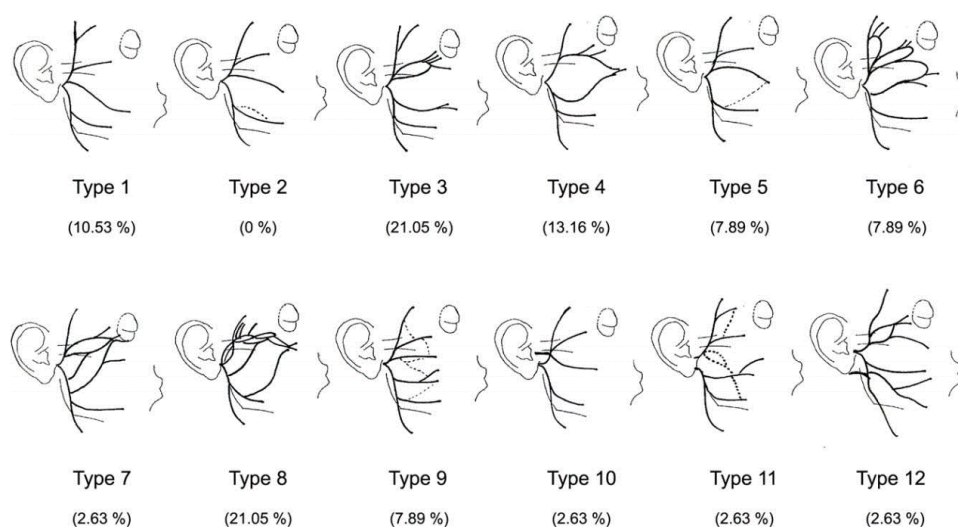 Type 1 Type 2 Type 3 Type 4 Type 5 Type 6
(10.53 %) (0 %) (21.05 %) (13.16 %) (7.89 %) (7.89 %)
Type 7 Type 8 Type 9 Type 10 Type 11 Type 12
(2.63 %) (21.05 %) (7.89 %) (2.63 %) (2.63 %) (2.63 %)